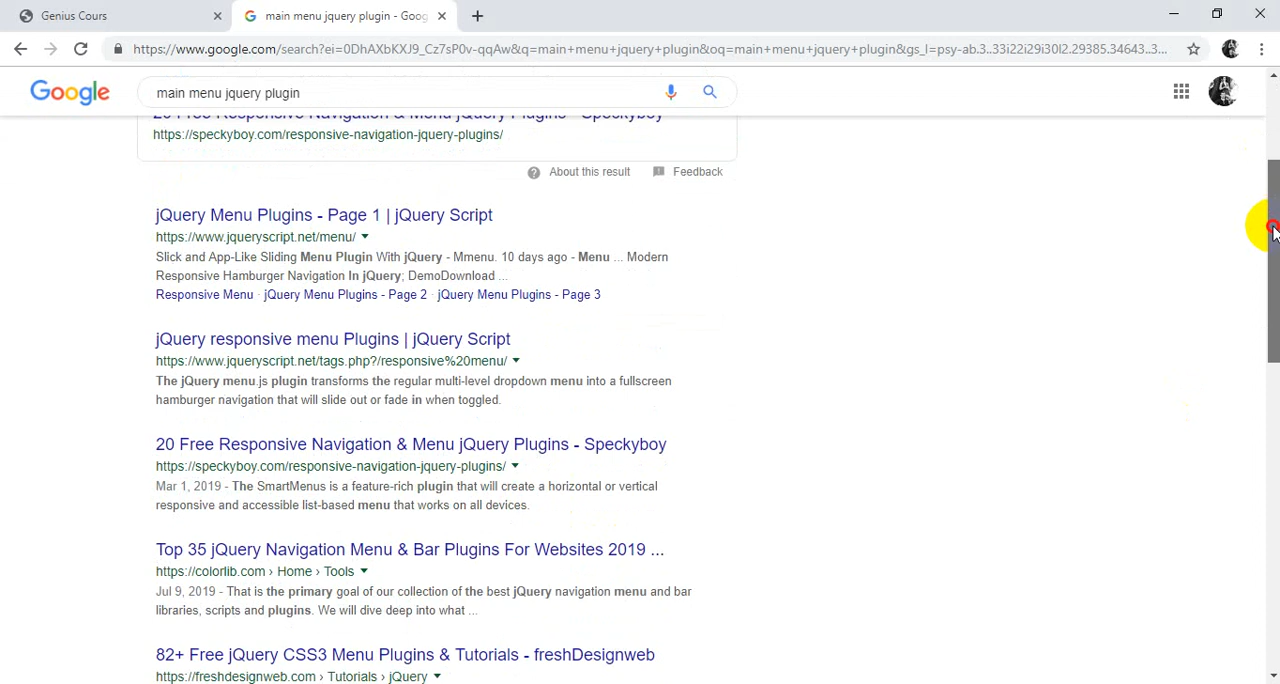 Genius Cours
main menu jquery plugin - Goog
https://www.google.com/search?ei=0DhAXbKXJ9_Cz7sP0v-qqAw&q=main+menu+jquery+plugin&oq=main+menu+jquery+plugin&gs_l=psy-ab.3..33i22i29i30l2.29385.34643..3...
Google
main menu jquery plugin
20 Free Responsive Navigation & Menu jQuery Plugins - Speckyboy
https://speckyboy.com/responsive-navigation-jquery-plugins/
About this result
Feedback
jQuery Menu Plugins - Page 1 | jQuery Script
https://www.jqueryscript.net/menu/
Slick and App-Like Sliding Menu Plugin With jQuery - Mmenu. 10 days ago - Menu ... Modern
Responsive Hamburger Navigation In jQuery; DemoDownload ...
Responsive Menu · jQuery Menu Plugins - Page 2 · jQuery Menu Plugins - Page 3
jQuery responsive menu Plugins | jQuery Script
https://www.jqueryscript.net/tags.php?/responsive%20menu/
The jQuery menu.js plugin transforms the regular multi-level dropdown menu into a fullscreen
hamburger navigation that will slide out or fade in when toggled.
20 Free Responsive Navigation & Menu jQuery Plugins - Speckyboy
https://speckyboy.com/responsive-navigation-jquery-plugins/
Mar 1, 2019 - The SmartMenus is a feature-rich plugin that will create a horizontal or vertical
responsive and accessible list-based menu that works on all devices.
Top 35 jQuery Navigation Menu & Bar Plugins For Websites 2019 ...
https://colorlib.com › Home › Tools
Jul 9, 2019 - That is the primary goal of our collection of the best jQuery navigation menu and bar
libraries, scripts and plugins. We will dive deep into what ...
82+ Free jQuery CSS3 Menu Plugins & Tutorials - freshDesignweb
https://freshdesignweb.com › Tutorials › jQuery